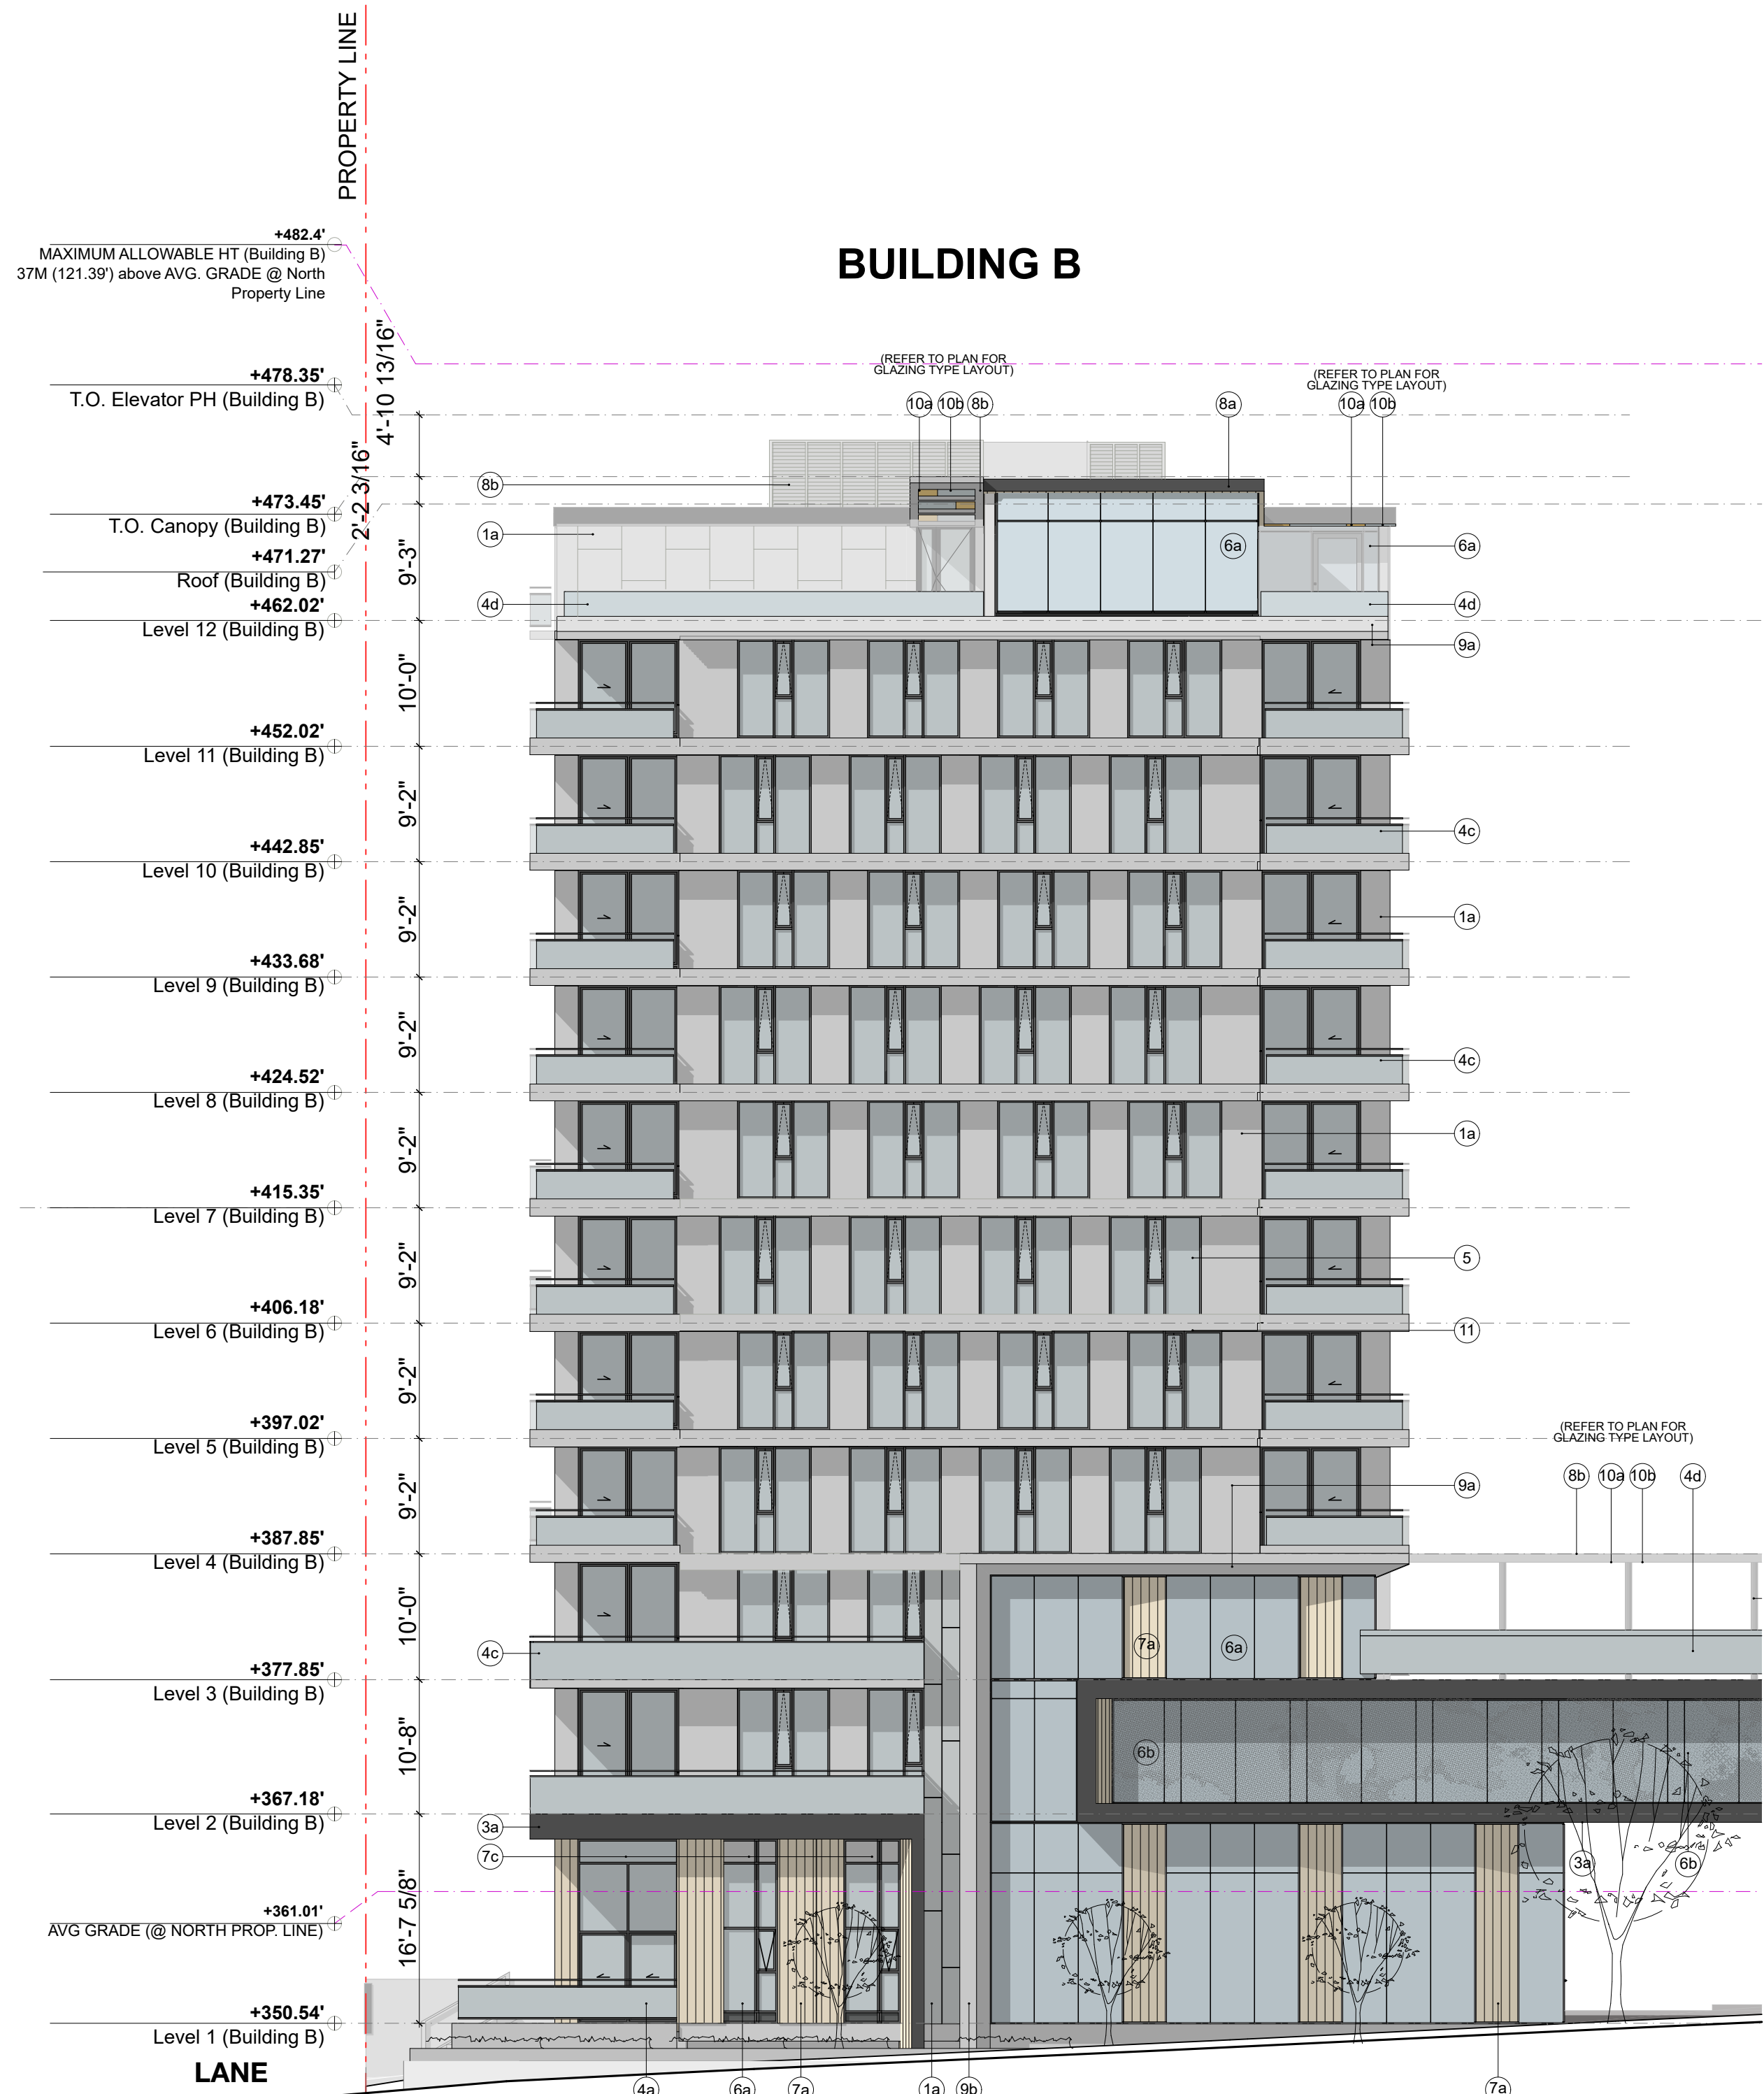 PROPERTY LINE
BUILDING B
+482.4'
MAXIMUM ALLOWABLE HT (Building B)
37M (121.39') above AVG. GRADE @ North
Property Line
+478.35'
T.O. Elevator PH (Building B)
+473.45'
T.O. Canopy (Building B)
+471.27'
Roof (Building B)
+462.02'
Level 12 (Building B)
+452.02'
Level 11 (Building B)
+442.85'
Level 10 (Building B)
+433.68'
Level 9 (Building B)
+424.52'
Level 8 (Building B)
+415.35'
Level 7 (Building B)
+406.18'
Level 6 (Building B)
+397.02'
Level 5 (Building B)
+387.85'
Level 4 (Building B)
+377.85'
Level 3 (Building B)
+367.18'
Level 2 (Building B)
+361.01'
AVG GRADE (@ NORTH PROP. LINE)
+350.54'
Level 1 (Building B)
LANE
4'-10 13/16"
2'-2 3/16"
9'-3"
10'-0"
9'-2"
9'-2"
9'-2"
9'-2"
9'-2"
9'-2"
9'-2"
10'-0"
10'-8"
16'-7 5/8"
(REFER TO PLAN FOR
GLAZING TYPE LAYOUT)
10a 10b 8b
8a
(REFER TO PLAN FOR
GLAZING TYPE LAYOUT)
10a 10b
8b
1a
6a
6a
4d
4d
9a
4c
1a
4c
1a
5
11
(REFER TO PLAN FOR
GLAZING TYPE LAYOUT)
9a
8b 10a 10b 4d
4c
7a
6a
6b
3a
7c
3a
6b
4a
6a
7a
1a
9b
7a